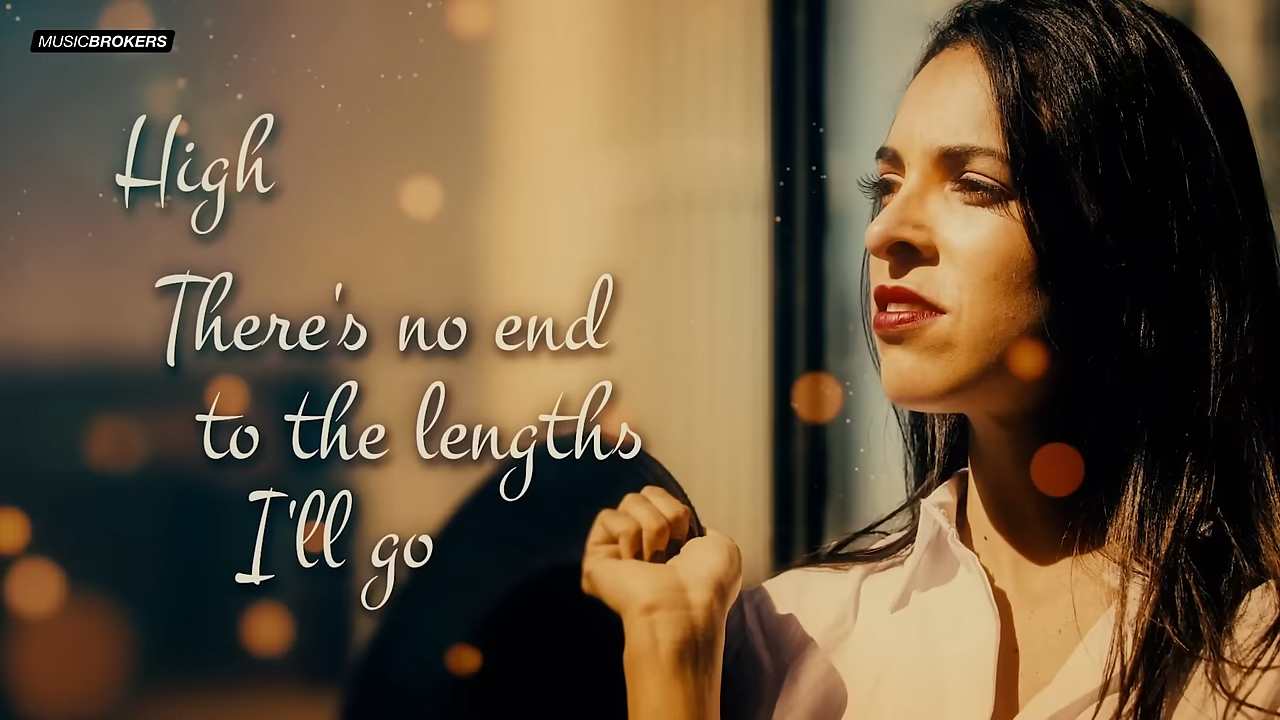 MUSICBROKERS
High
There's no end
to the lengths
I'll go